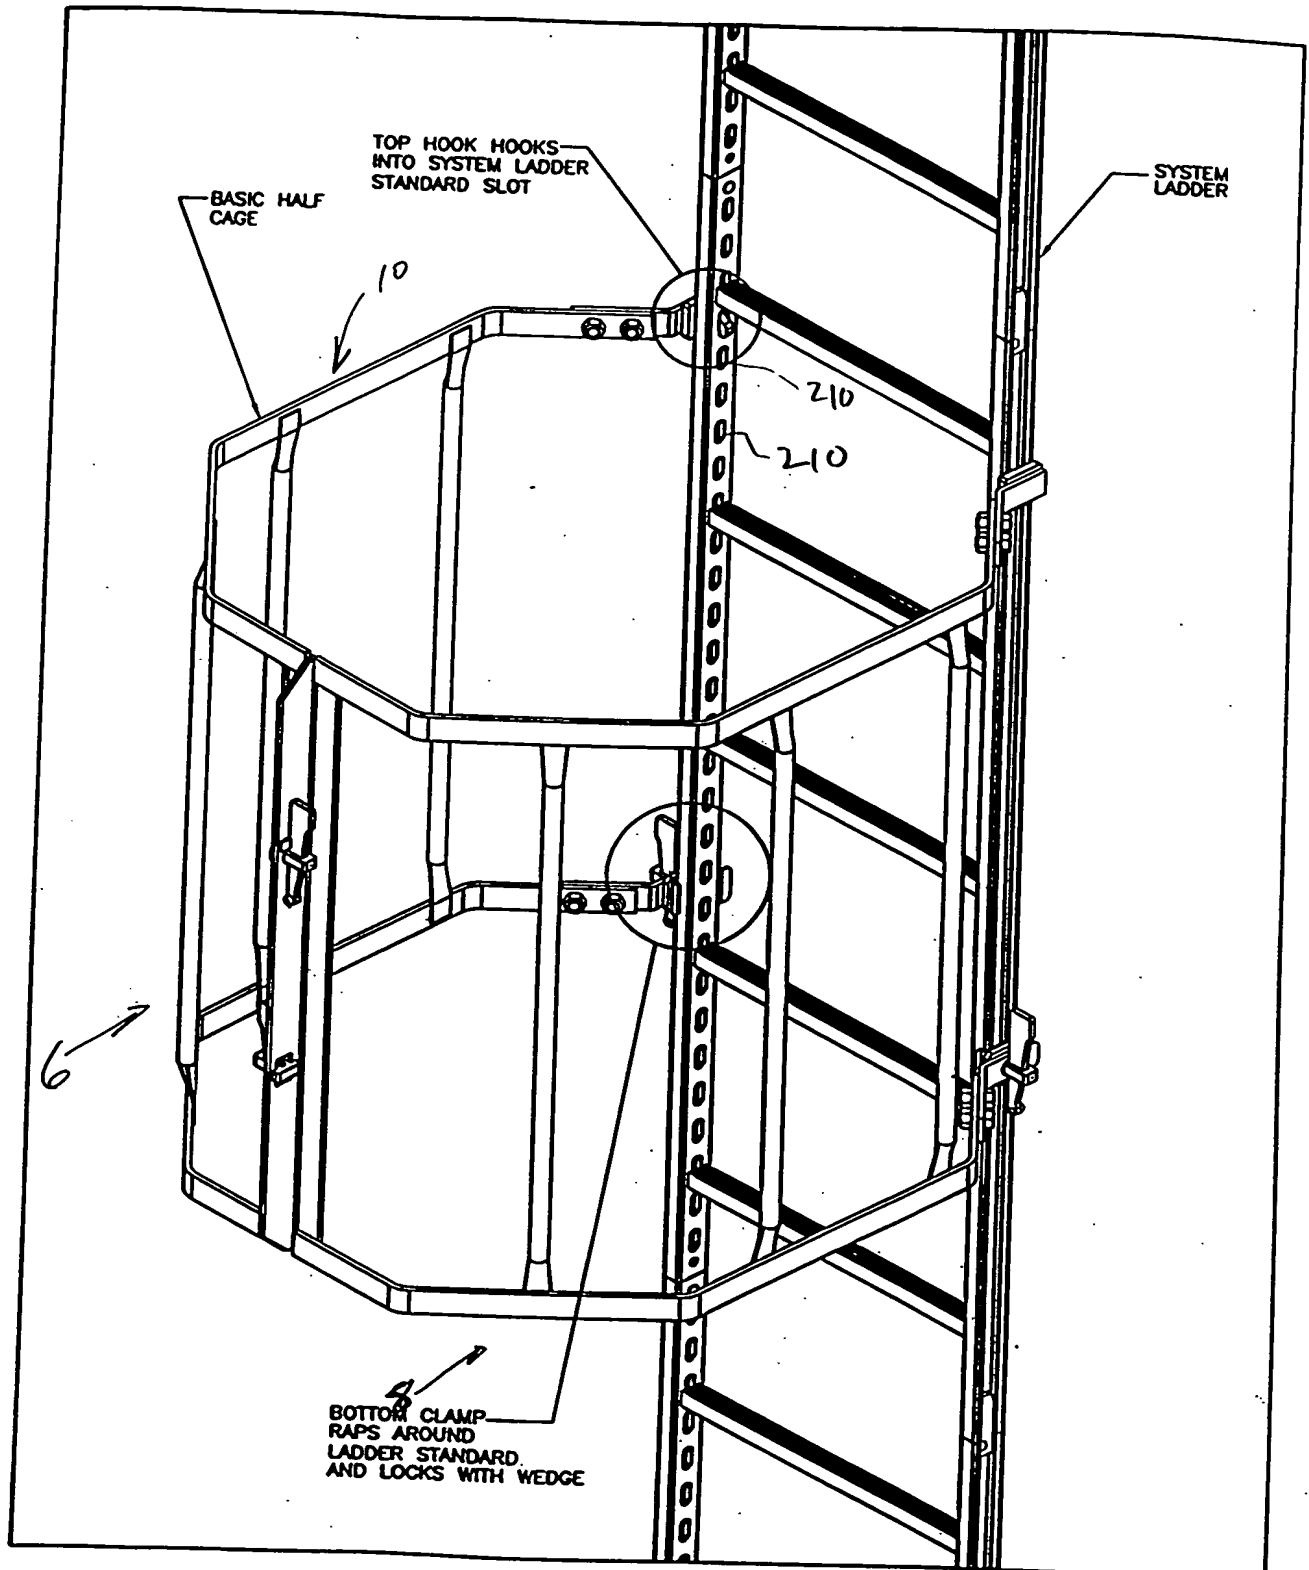 TOP HOOK HOOKS
INTO SYSTEM LADDER
STANDARD SLOT
SYSTEM
LADDER
BASIC HALF
CAGE
10
210
210
6
8
BOTTOM CLAMP
RAPS AROUND
LADDER STANDARD
AND LOCKS WITH WEDGE